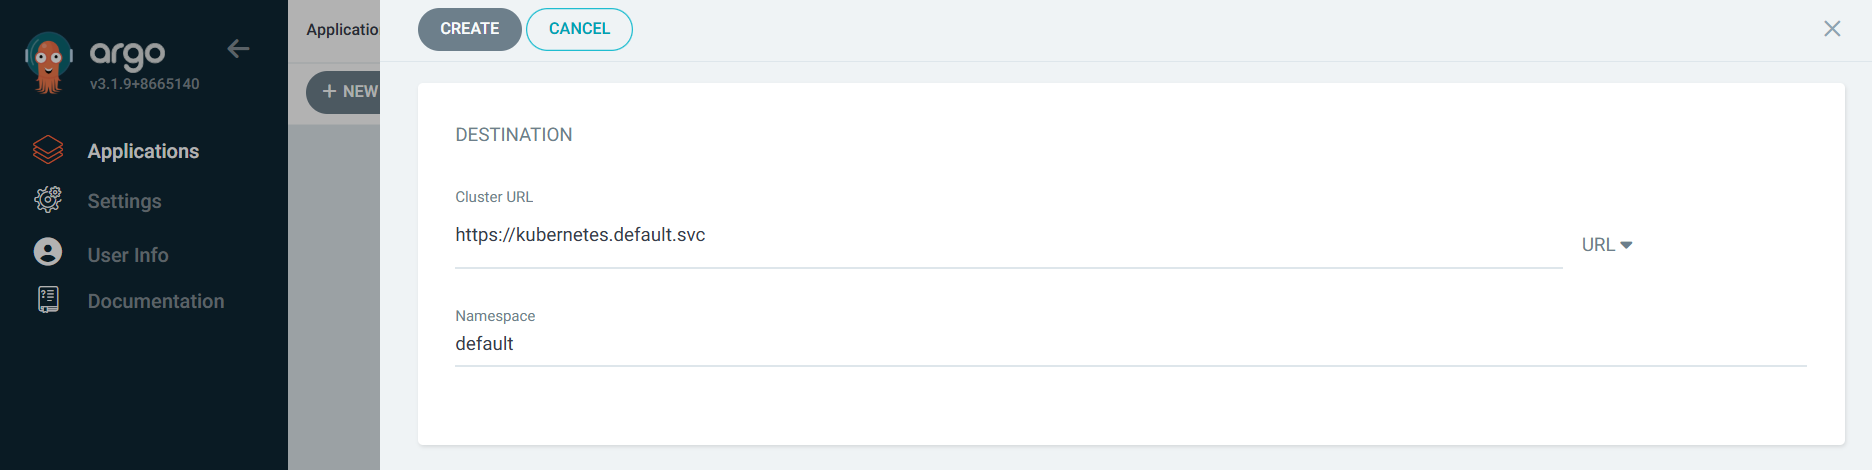 argo
v3.1.9+8665140
Applications
Settings
User Info
Documentation
Applicatio
+ NEW
CREATE
CANCEL
DESTINATION
Cluster URL
https://kubernetes.default.svc
URL
Namespace
default